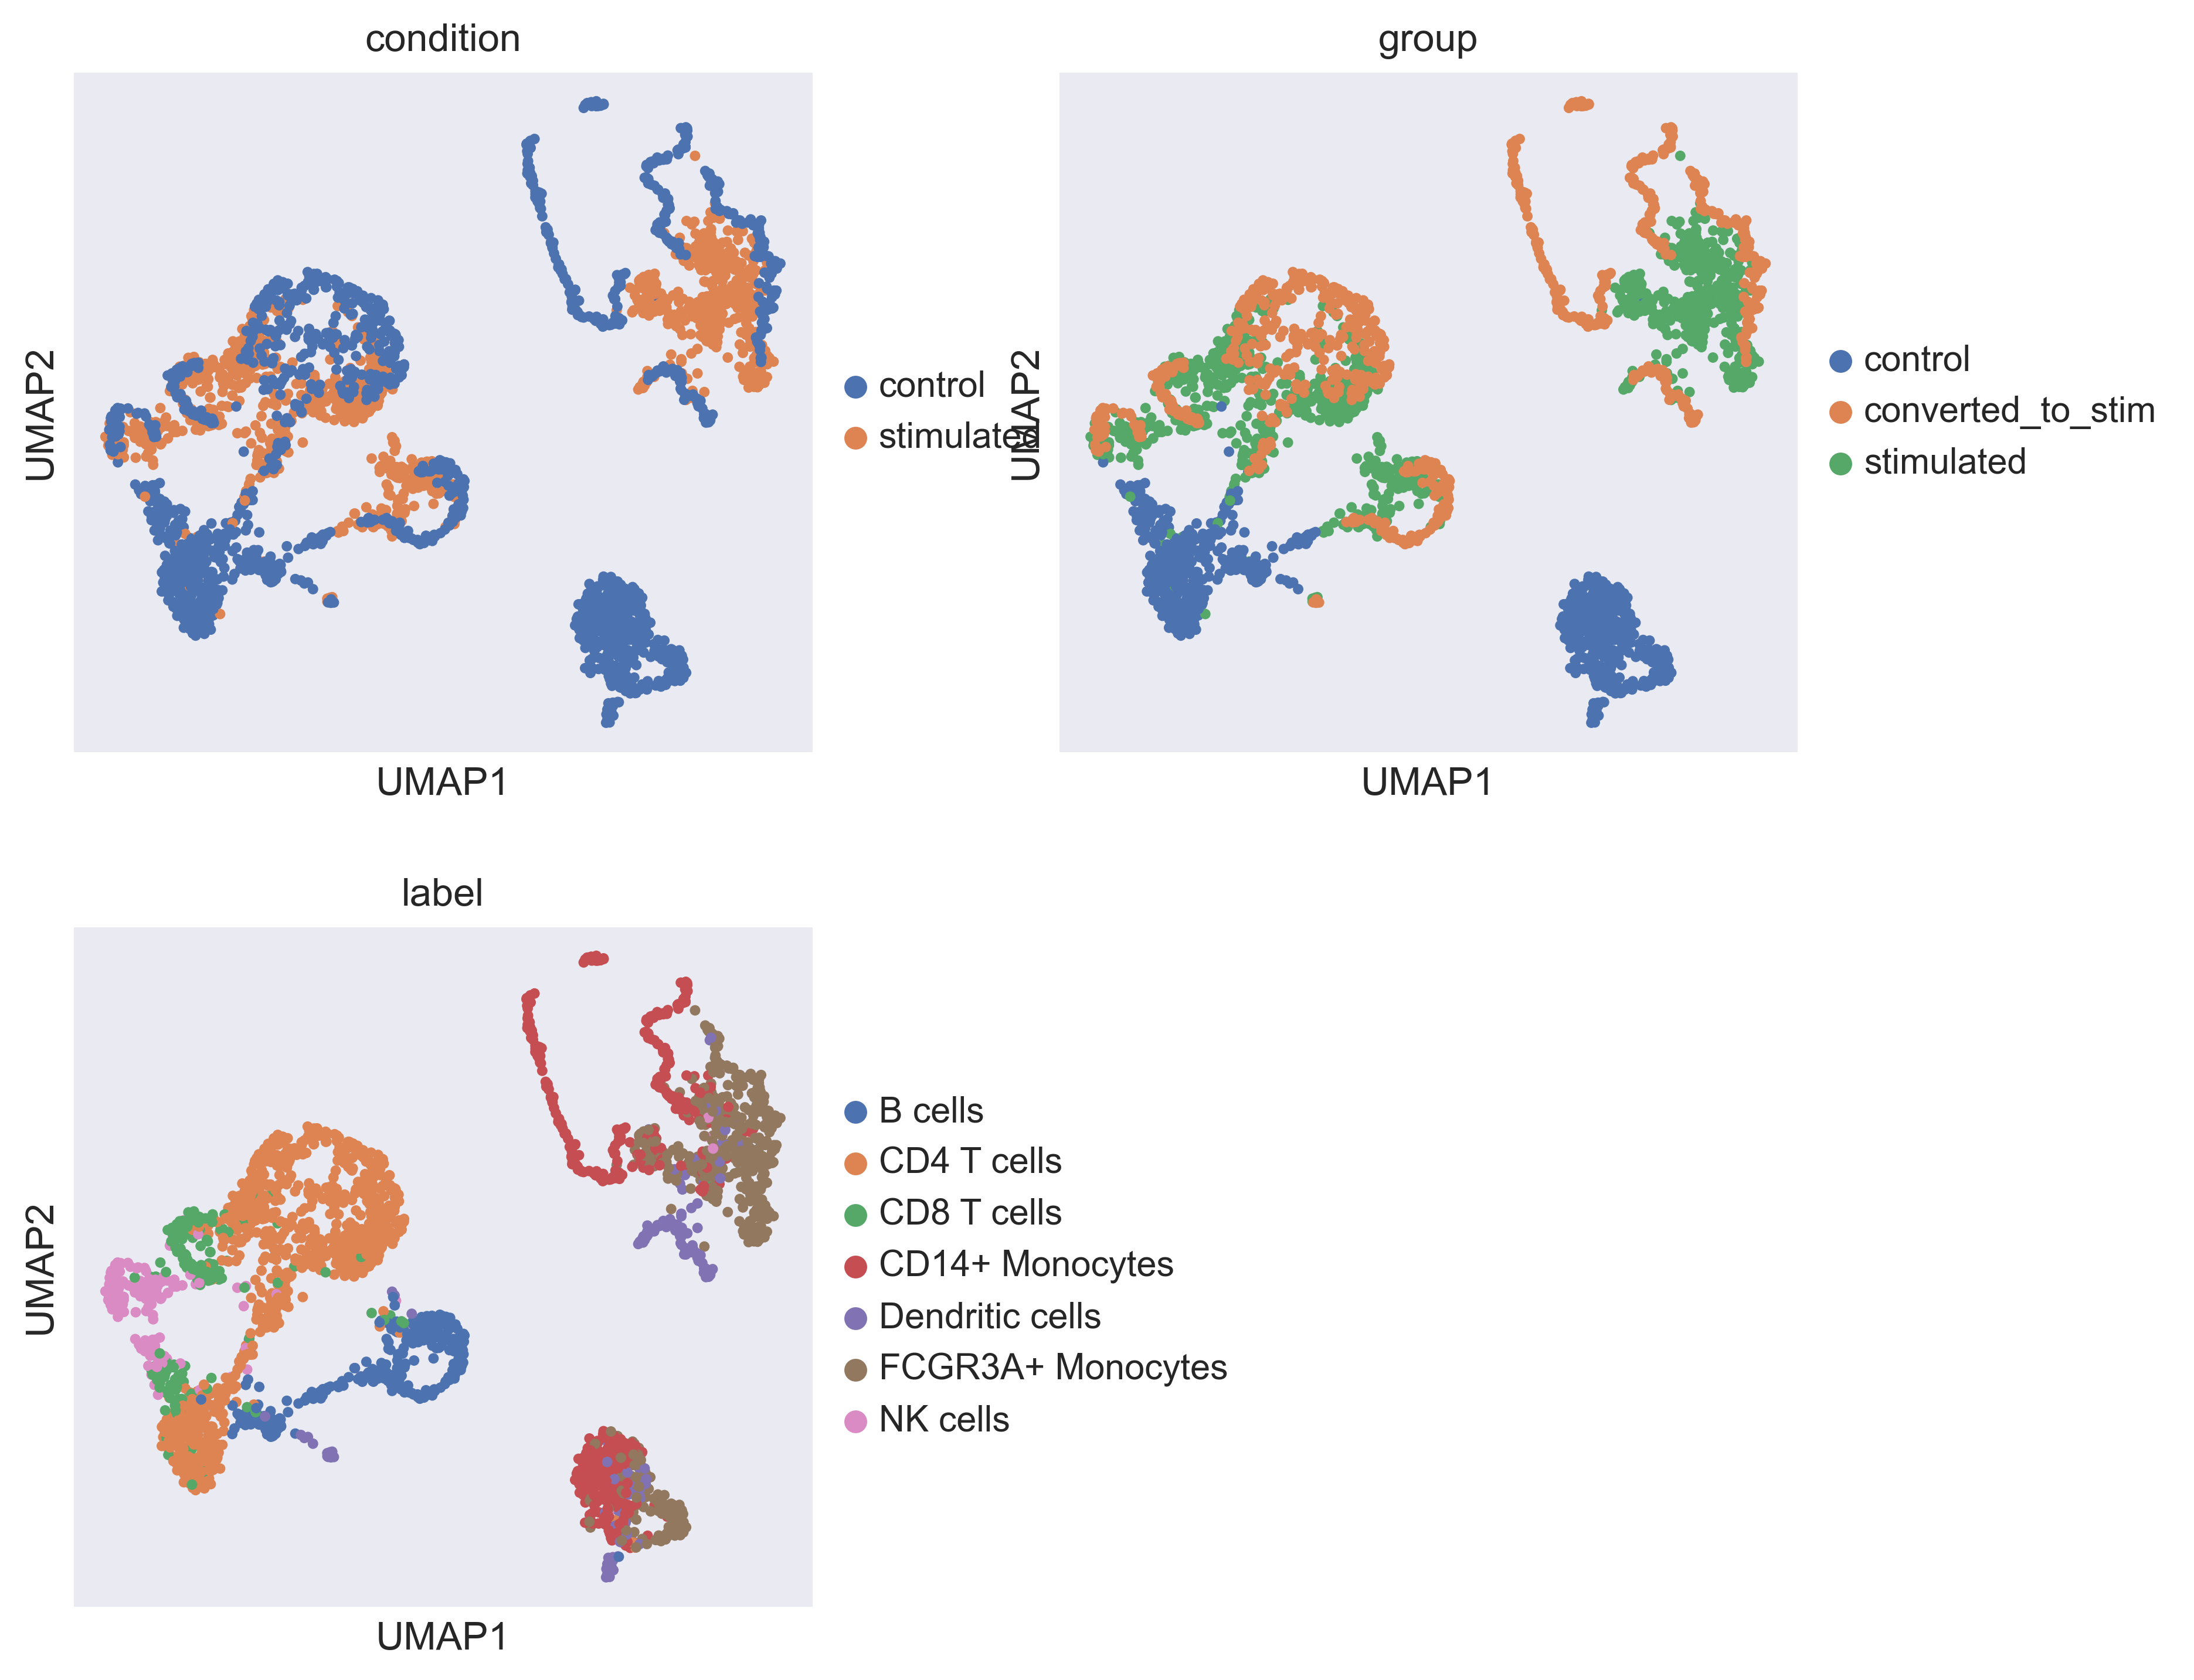 condition
UMAP2
UMAP1
control
stimulated
group
UMAP2
UMAP1
control
converted_to_stim
stimulated
label
UMAP2
UMAP1
B cells
CD4 T cells
CD8 T cells
CD14+ Monocytes
Dendritic cells
FCGR3A+ Monocytes
NK cells